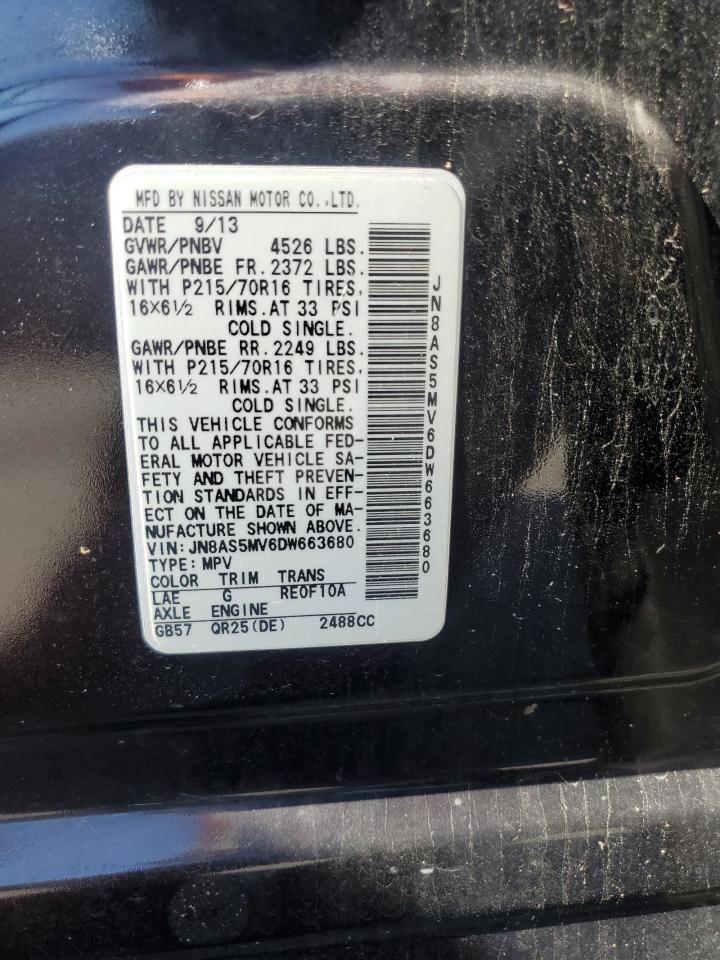 MFD BY NISSAN MOTOR CO.,LTD.
DATE 9/13
GVWR/PNBV 4526 LBS.
GAWR/PNBE FR. 2372 LBS.
WITH P215/70R16 TIRES,
16×6½ RIMS.AT 33 PSI
COLD SINGLE.
GAWR/PNBE RR. 2249 LBS.
WITH P215/70R16 TIRES,
16×6½ RIMS.AT 33 PSI
COLD SINGLE.
THIS VEHICLE CONFORMS
TO ALL APPLICABLE FED-
ERAL MOTOR VEHICLE SA-
FETY AND THEFT PREVEN-
TION STANDARDS IN EFF-
ECT ON THE DATE OF MA-
NUFACTURE SHOWN ABOVE.
VIN:JN8AS5MV6DW663680
TYPE:MPV
COLOR TRIM TRANS
LAE G RE0F10A
AXLE ENGINE
GB57 QR25(DE) 2488CC
JN8AS5MV6DW663680